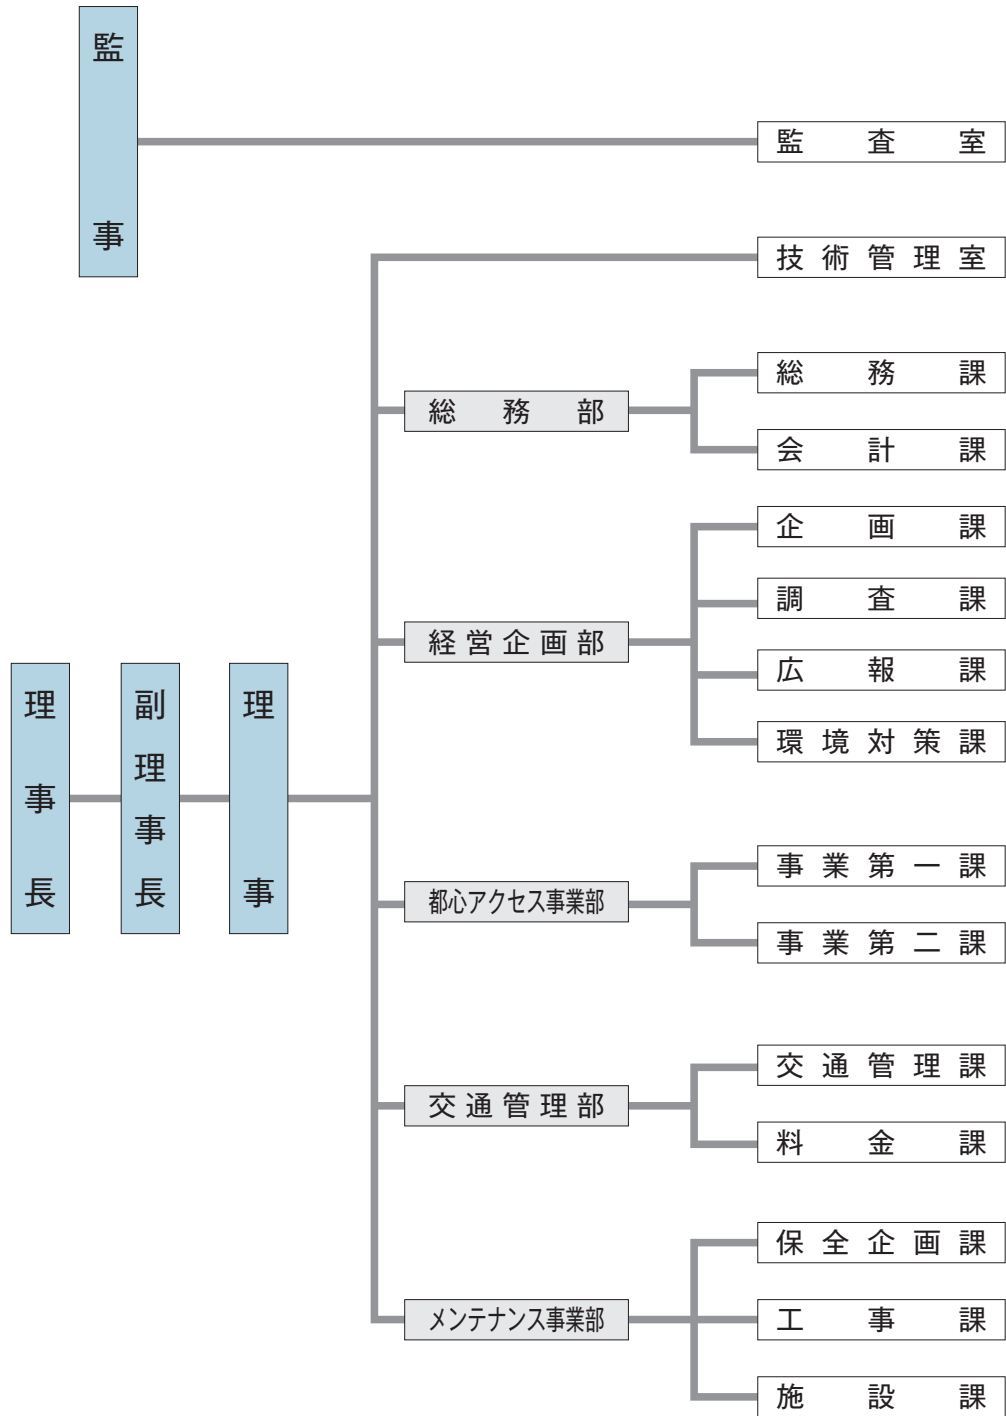 監事
監査室
技術管理室
総務部
総務課
会計課
経営企画部
企画課
調査課
広報課
環境対策課
理事長
副理事長
理事
都心アクセス事業部
事業第一課
事業第二課
交通管理部
交通管理課
料金課
メンテナンス事業部
保全企画課
工事課
施設課